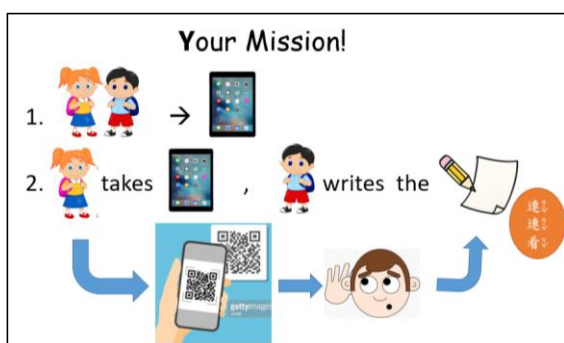 Your Mission!
1. →
2. takes , writes the
連連看
gettyimages